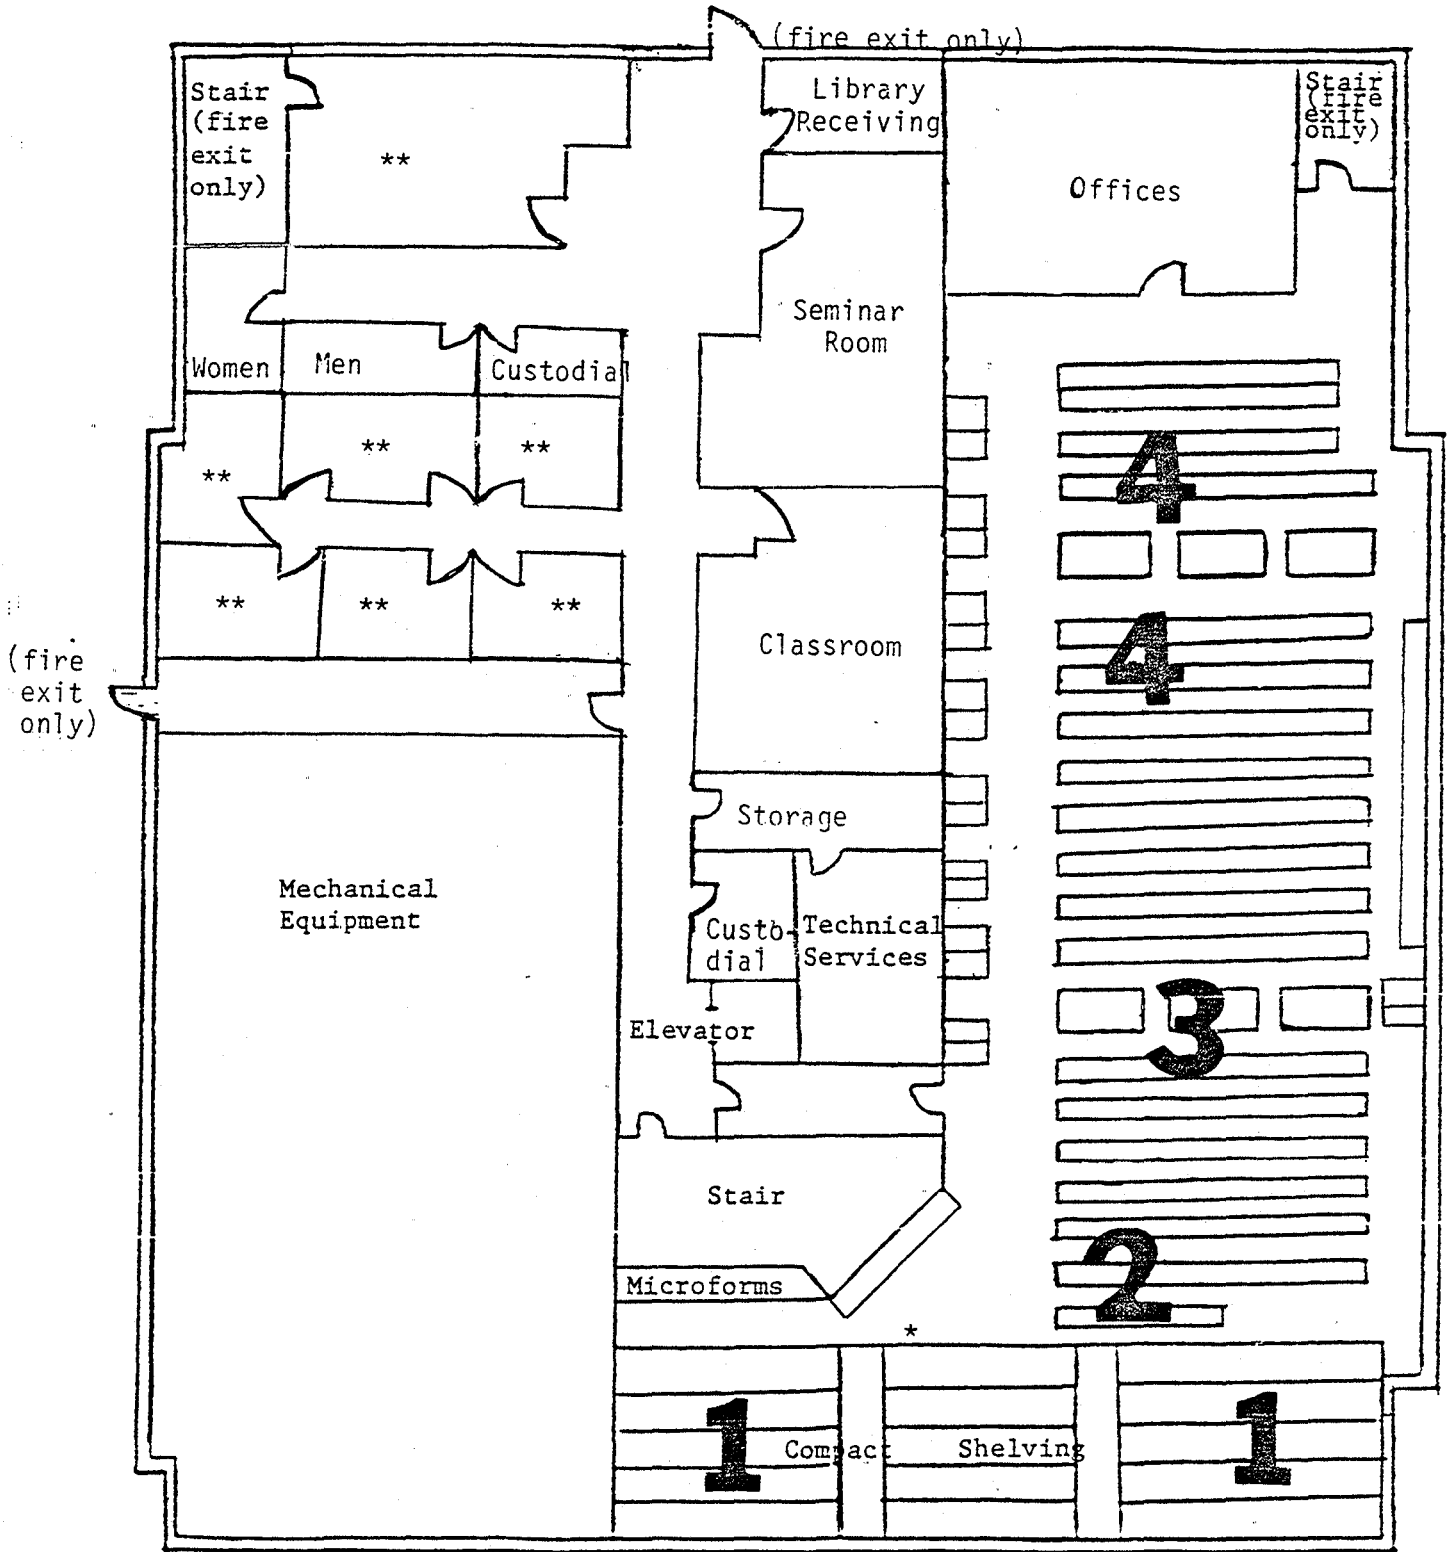 (fire exit only)
Stair
(fire
exit
only)
**
Library
Receiving
Offices
Stair
(fire
exit
only)
Seminar
Room
Women
Men
Custodial
**
**
**
4
**
**
**
(fire
exit
only)
Classroom
4
Storage
Mechanical
Equipment
Custo-
dial
Technical
Services
Elevator
3
Stair
Microforms
2
*
1
Compact Shelving
1